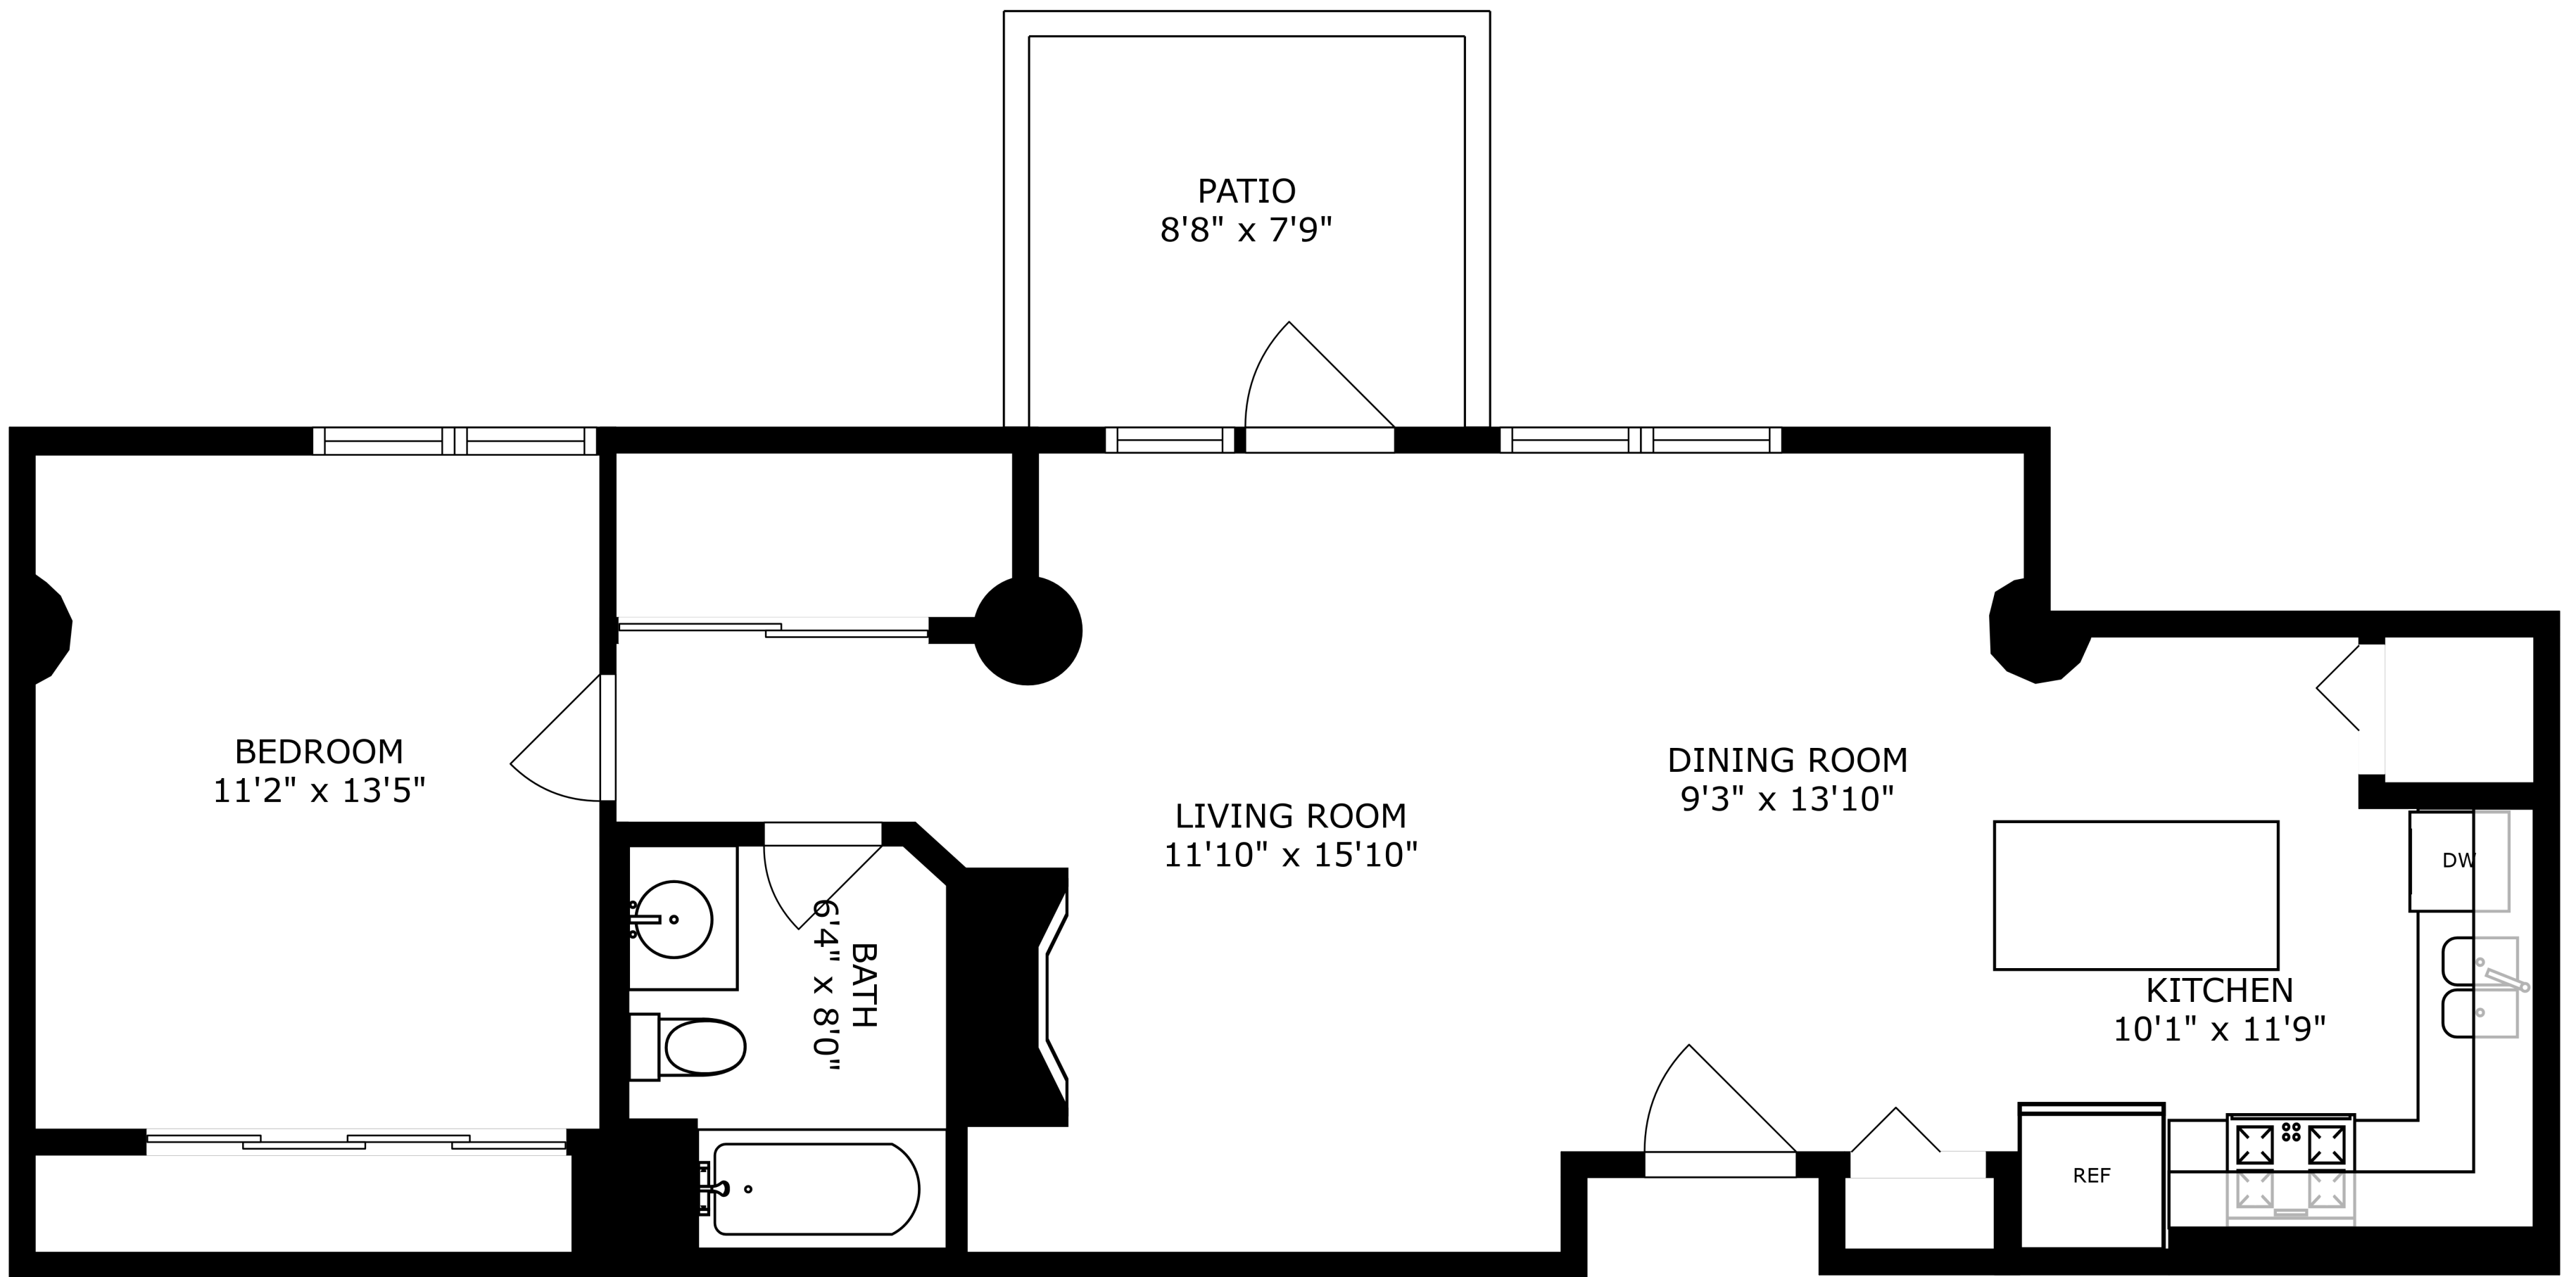 PATIO
8'8" x 7'9"
BEDROOM
11'2" x 13'5"
LIVING ROOM
11'10" x 15'10"
DINING ROOM
9'3" x 13'10"
DW
BATH
6'4" x 8'0"
KITCHEN
10'1" x 11'9"
REF